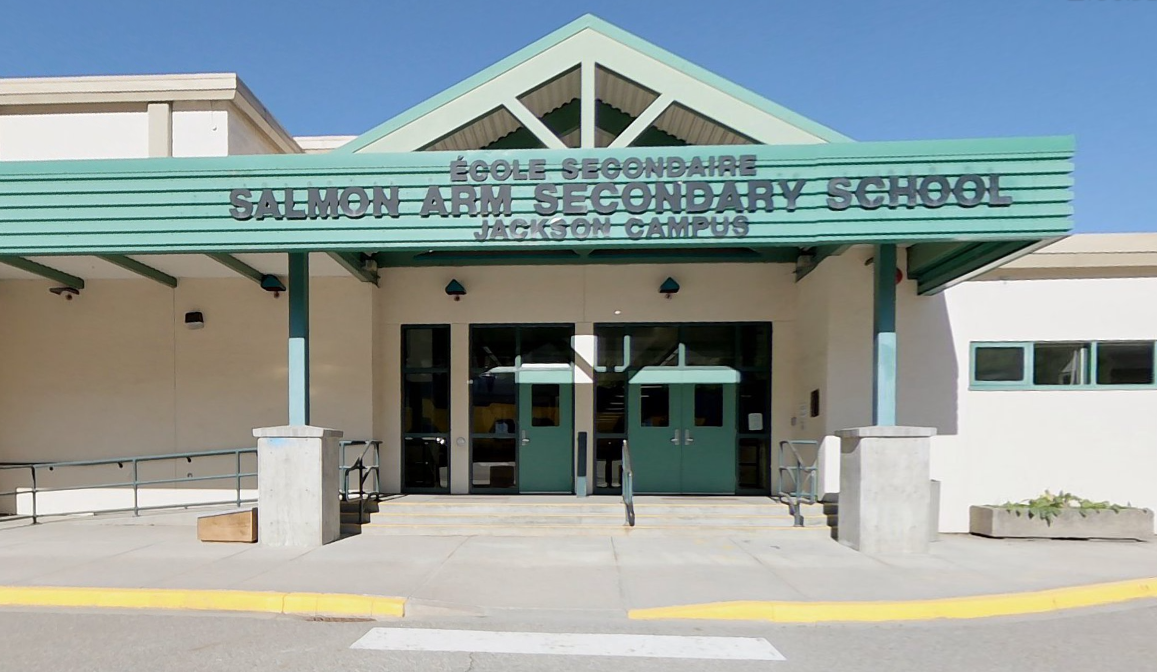 ÉCOLE SECONDAIRE
SALMON ARM SECONDARY SCHOOL
JACKSON CAMPUS